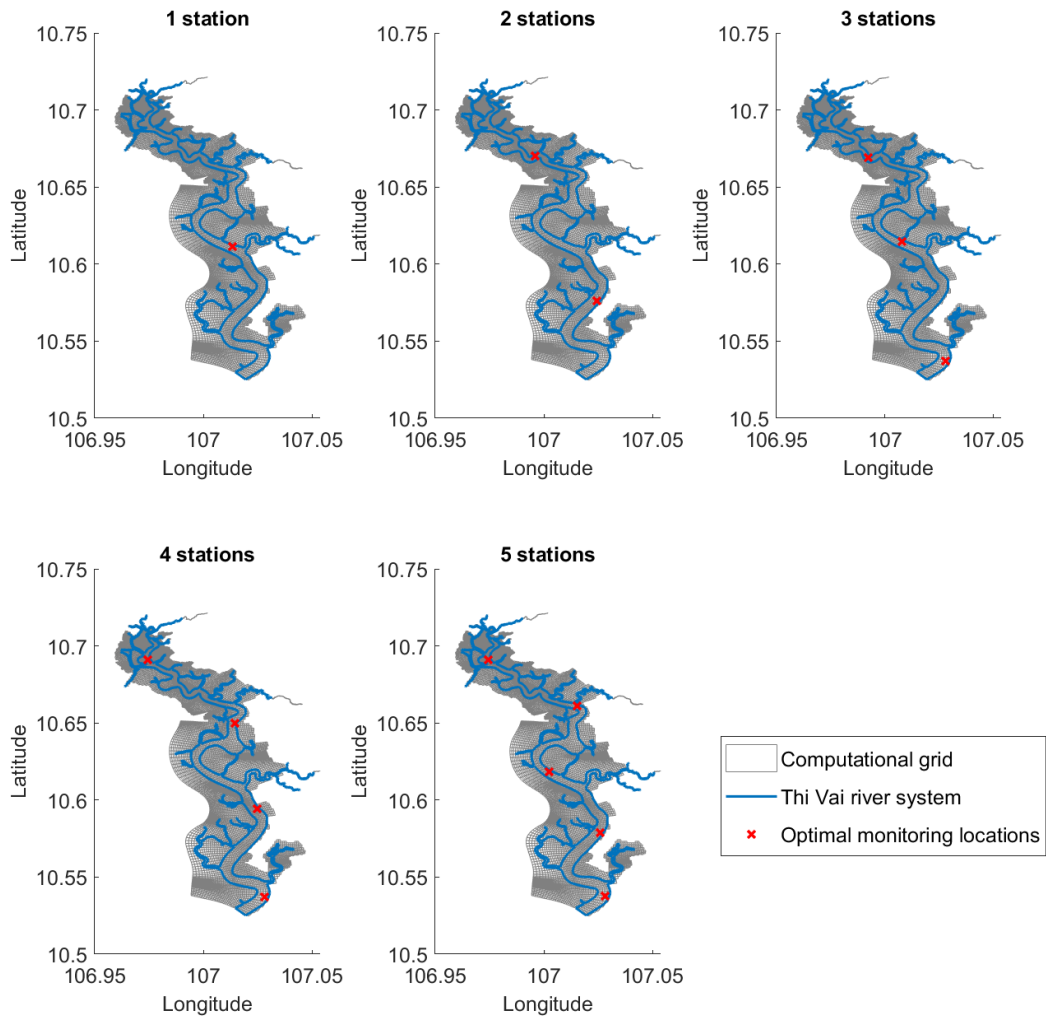 1 station
10.75
10.7
10.65
10.6
10.55
10.5
Latitude
106.95
107
107.05
Longitude
2 stations
10.75
10.7
10.65
10.6
10.55
10.5
Latitude
106.95
107
107.05
Longitude
3 stations
10.75
10.7
10.65
10.6
10.55
10.5
Latitude
106.95
107
107.05
Longitude
4 stations
10.75
10.7
10.65
10.6
10.55
10.5
Latitude
106.95
107
107.05
Longitude
5 stations
10.75
10.7
10.65
10.6
10.55
10.5
Latitude
106.95
107
107.05
Longitude
Computational grid
Thi Vai river system
Optimal monitoring locations